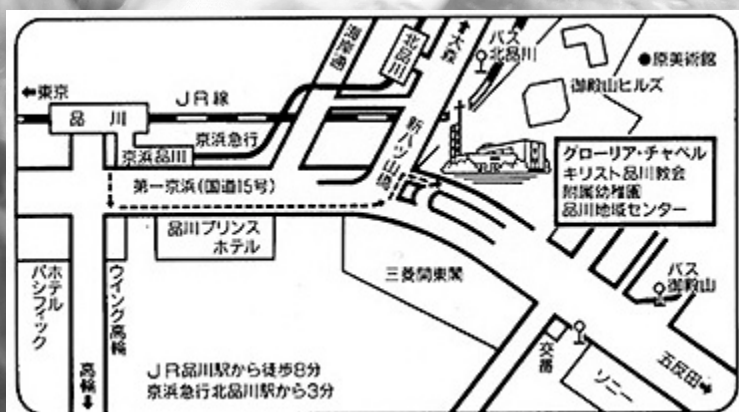 ←東京
JR線
品川
京浜急行
京浜品川
第一京浜(国道15号)
海岸通
北品川
大森
新八ツ山橋
バス
北品川
●原美術館
御殿山ヒルズ
グローリア・チャペル
キリスト品川教会
附属幼稚園
品川地域センター
品川プリンス
ホテル
三菱関東閣
ホテル
パシフィック
ウイング高輪
高輪
バス
御殿山
交番
ソニー
五反田
JR品川駅から徒歩8分
京浜急行北品川駅から3分